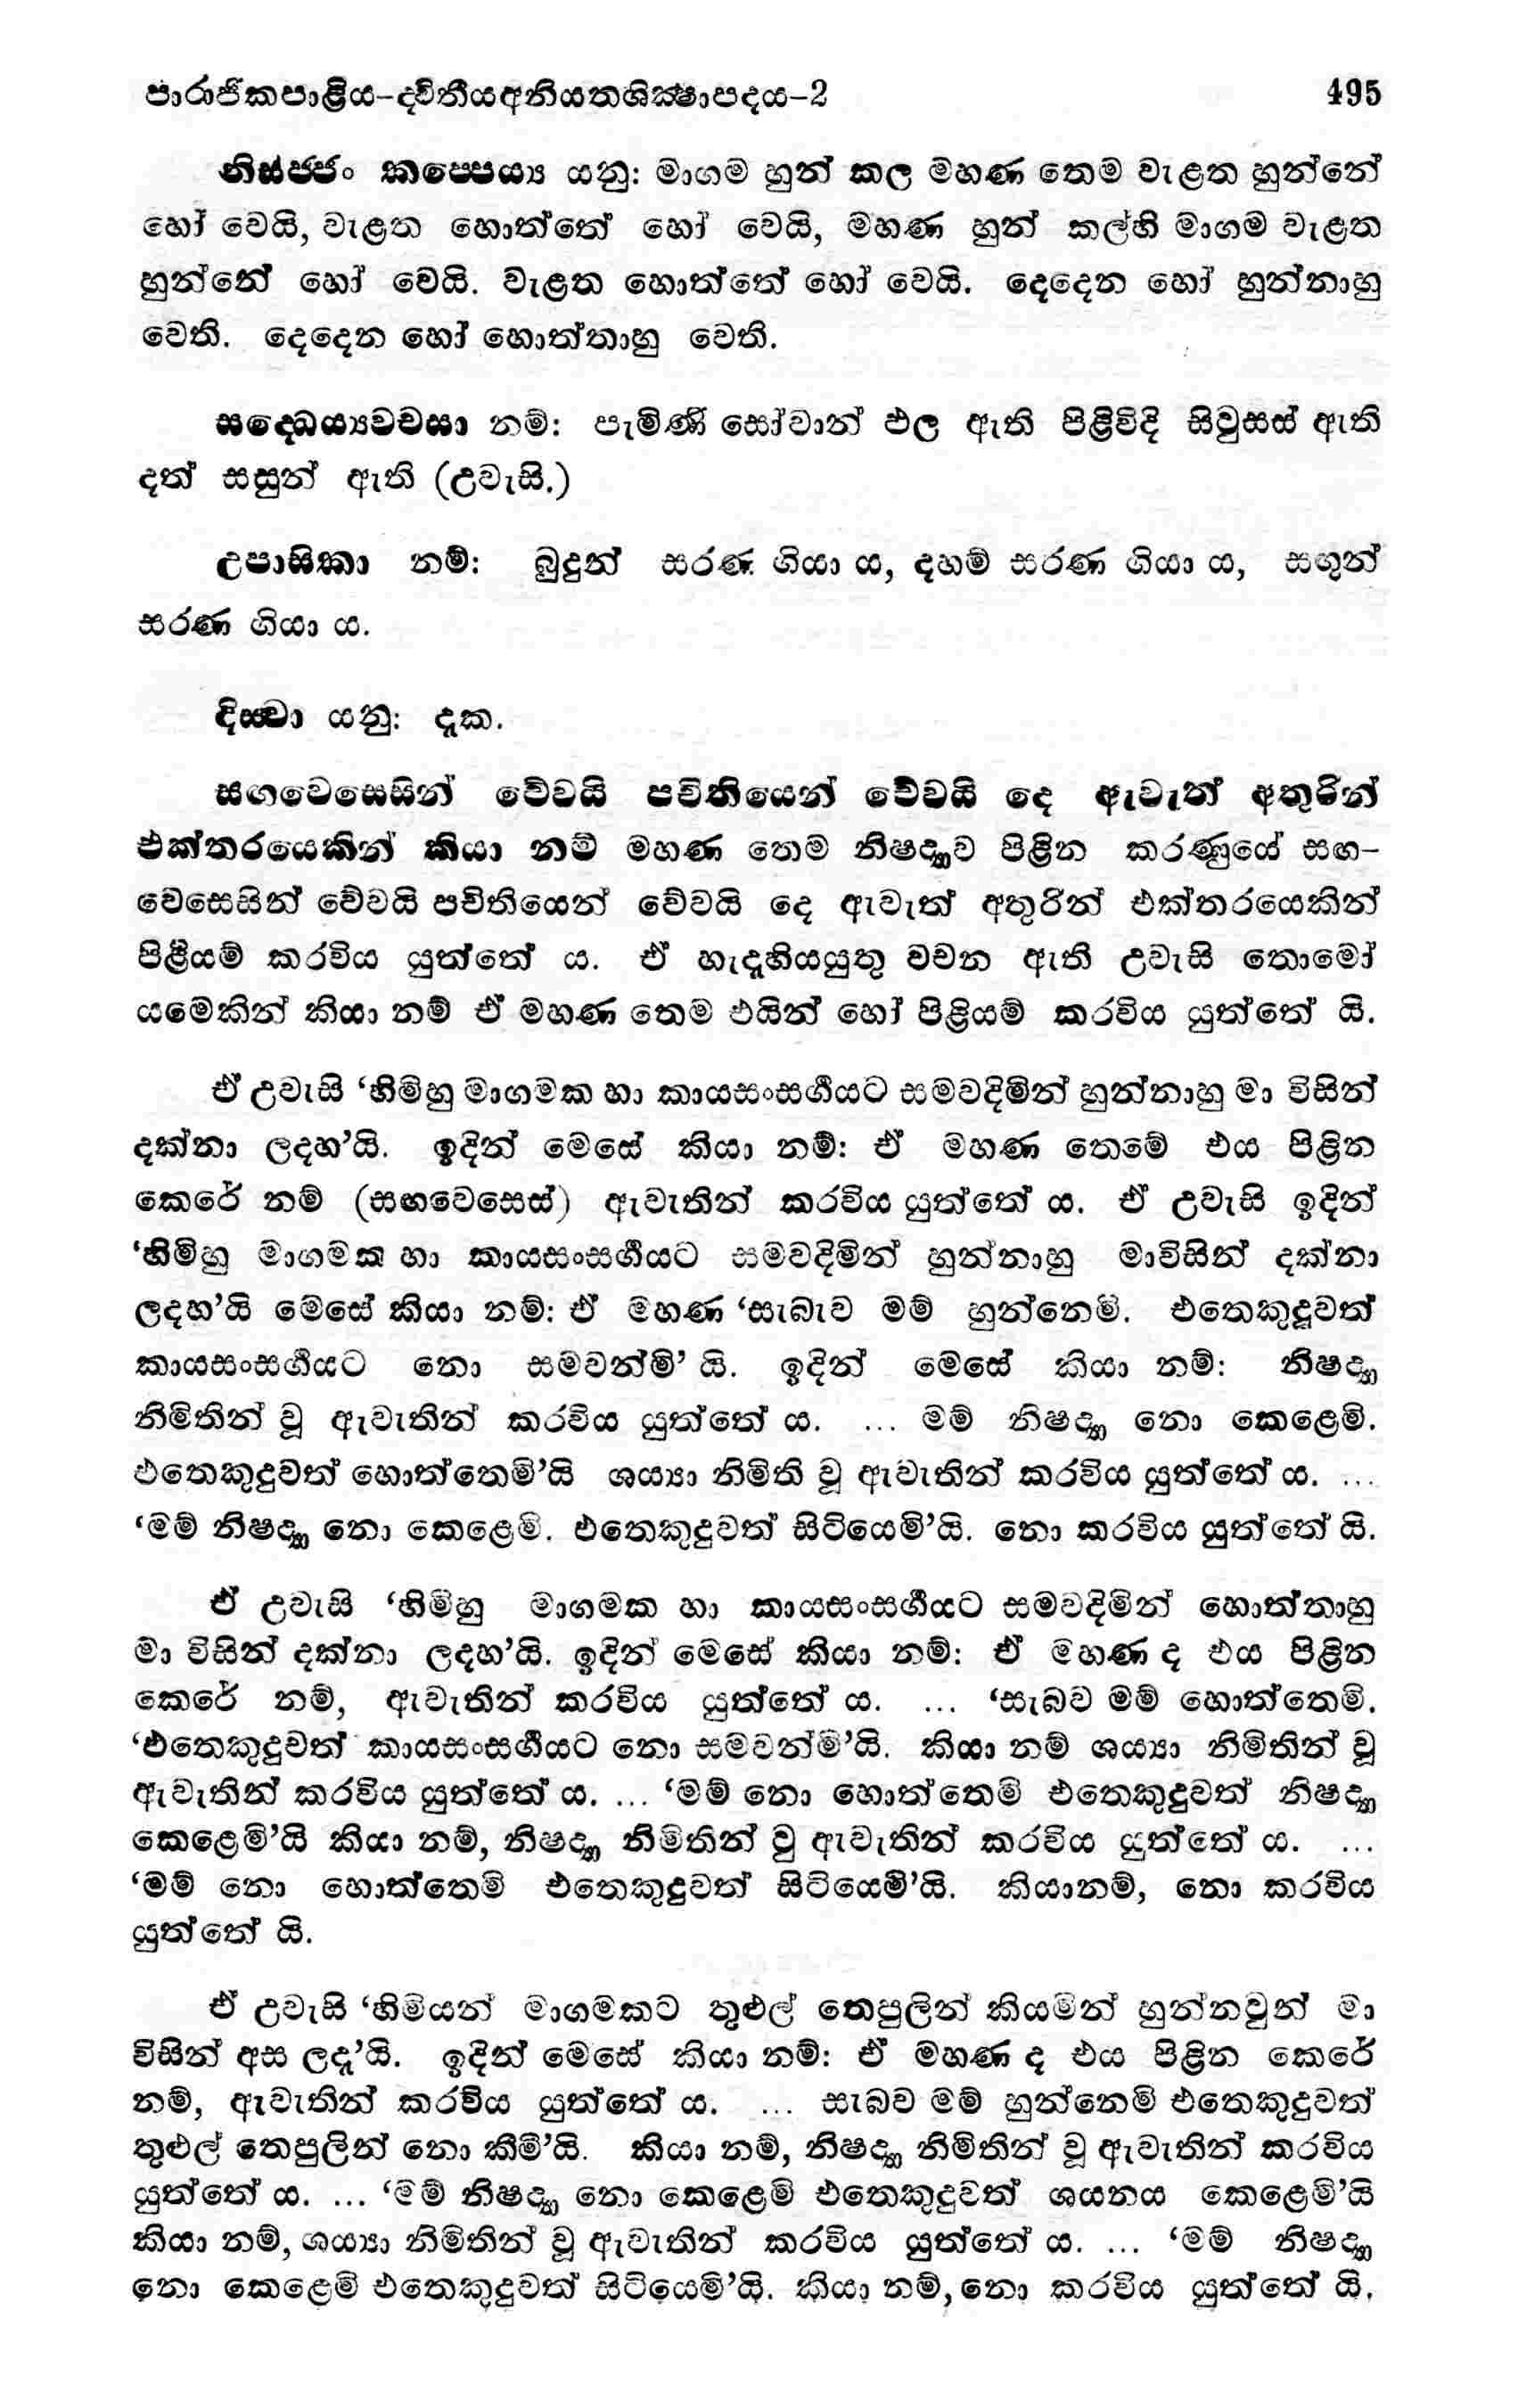 පාරාජිකපාළිය-දවිතීයඅනියතශික්ෂාපදය-2 495
නිසජ්ජං කප්පෙය්‍ය යනු: මාගම හුන් කල මහණ තෙම වැළත හුන්නේ
හෝ වෙයි, වැළත හොත්තේ හෝ වෙයි, මහණ හුන් කල්හි මාගම වැළත
හුන්නේ හෝ වෙයි. වැළත හොත්තේ හෝ වෙයි. දෙදෙන හෝ හුන්නාහු
වෙති. දෙදෙන හෝ හොත්තාහු වෙති.
සද්ධෙය්‍යවචසා නම්: පැමිණි සෝවාන් ඵල ඇති පිළිවිදි සිවුසස් ඇති
දත් සසුන් ඇති (උවැසි.)
උපාසිකා නම්: බුදුන් සරණ ගියා ය, දහම් සරණ ගියා ය, සඟුන්
සරණ ගියා ය.
දිස්වා යනු: දැක.
සඟවෙසෙසින් වේවයි පචිතියෙන් වේවයි දෙ ඇවැත් අතුරින්
එක්තරයෙකින් කියා නම් මහණ තෙම නිෂද්‍යාව පිළින කරණුයේ සඟ-
වෙසෙසින් වේවයි පචිතියෙන් වේවයි දෙ ඇවැත් අතුරින් එක්තරයෙකින්
පිළියම් කරවිය යුත්තේ ය. ඒ හැදැහියයුතු වචන ඇති උවැසි තොමෝ
යමෙකින් කියා නම් ඒ මහණ තෙම එයින් හෝ පිළියම් කරවිය යුත්තේ යි.
ඒ උවැසි ‘හිමිහු මාගමක හා කායසංසර්‍ගයට සමවදිමින් හුන්නාහු මා විසින්
දක්නා ලදහ’යි. ඉදින් මෙසේ කියා නම්: ඒ මහණ තෙමේ එය පිළින
කෙරේ නම් (සඟවෙසෙස්) ඇවැතින් කරවිය යුත්තේ ය. ඒ උවැසි ඉදින්
‘හිමිහු මාගමක හා කායසංසර්‍ගයට සමවදිමින් හුන්නාහු මාවිසින් දක්නා
ලදහ’යි මෙසේ කියා නම්: ඒ මහණ ‘සැබැව මම් හුන්නෙමි. එතෙකුදුවත්
කායසංසර්‍ගයට නො සමවන්මි’ යි. ඉදින් මෙසේ කියා නම්: නිෂද්‍යා
නිමිතින් වූ ඇවැතින් කරවිය යුත්තේ ය. ... මම් නිෂද්‍යා නො කෙළෙමි.
එතෙකුදුවත් හොත්තෙමි’යි ශය්‍යා නිමිති වූ ඇවැතින් කරවිය යුත්තේ ය. ...
‘මම් නිෂද්‍යා නො කෙළෙමි. එතෙකුදුවත් සිටියෙමි’යි. නො කරවිය යුත්තේ යි.
ඒ උවැසි ‘හිමිහු මාගමක හා කායසංසර්‍ගයට සමවදිමින් හොත්තාහු
මා විසින් දක්නා ලදහ’යි. ඉදින් මෙසේ කියා නම්: ඒ මහණ ද එය පිළින
කෙරේ නම්, ඇවැතින් කරවිය යුත්තේ ය. ... ‘සැබව මම් හොත්තෙමි.
‘එතෙකුදුවත් කායසංසර්‍ගයට නො සමවන්මි’යි. කියා නම් ශය්‍යා නිමිතින් වූ
ඇවැතින් කරවිය යුත්තේ ය. ... ‘මම් නො හොත්තෙමි එතෙකුදුවත් නිෂද්‍යා
කෙළෙමි’යි කියා නම්, නිෂද්‍යා නිමිතින් වු ඇවැතින් කරවිය යුත්තේ ය. ...
‘මම් නො හොත්තෙමි එතෙකුදුවත් සිටියෙමි’යි. කියානම්, නො කරවිය
යුත්තේ යි.
ඒ උවැසි ‘හිමියන් මාගමකට තුළුල් තෙපුලින් කියමින් හුන්නවුන් මා
විසින් අස ලදැ’යි. ඉදින් මෙසේ කියා නම්: ඒ මහණ ද එය පිළින කෙරේ
නම්, ඇවැතින් කරවිය යුත්තේ ය. ... සැබව මම් හුන්නෙමි එතෙකුදුවත්
තුළුල් තෙපුලින් නො කීමි’යි. කියා නම්, නිෂද්‍යා නිමිතින් වූ ඇවැතින් කරවිය
යුත්තේ ය. ... ‘මම් නිෂද්‍යා නො කෙළෙමි එතෙකුදුවත් ශයනය කෙළෙමි’යි
කියා නම්, ශය්‍යා නිමිතින් වූ ඇවැතින් කරවිය යුත්තේ ය. ... ‘මම් නිෂද්‍යා
නො කෙළෙමි එතෙකුදුවත් සිටියෙමි’යි. කියා නම්, නො කරවිය යුත්තේ යි.